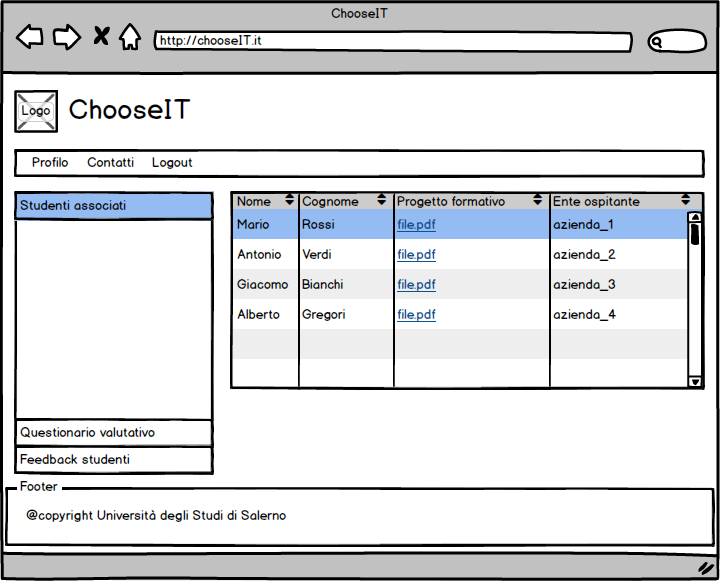 ChooseIT
http://chooseIT.it
Logo
ChooseIT
Profilo Contatti Logout
Studenti associati
Questionario valutativo
Feedback studenti
Nome Cognome Progetto formativo Ente ospitante
Mario Rossi file.pdf azienda_1
Antonio Verdi file.pdf azienda_2
Giacomo Bianchi file.pdf azienda_3
Alberto Gregori file.pdf azienda_4
Footer
@copyright Università degli Studi di Salerno